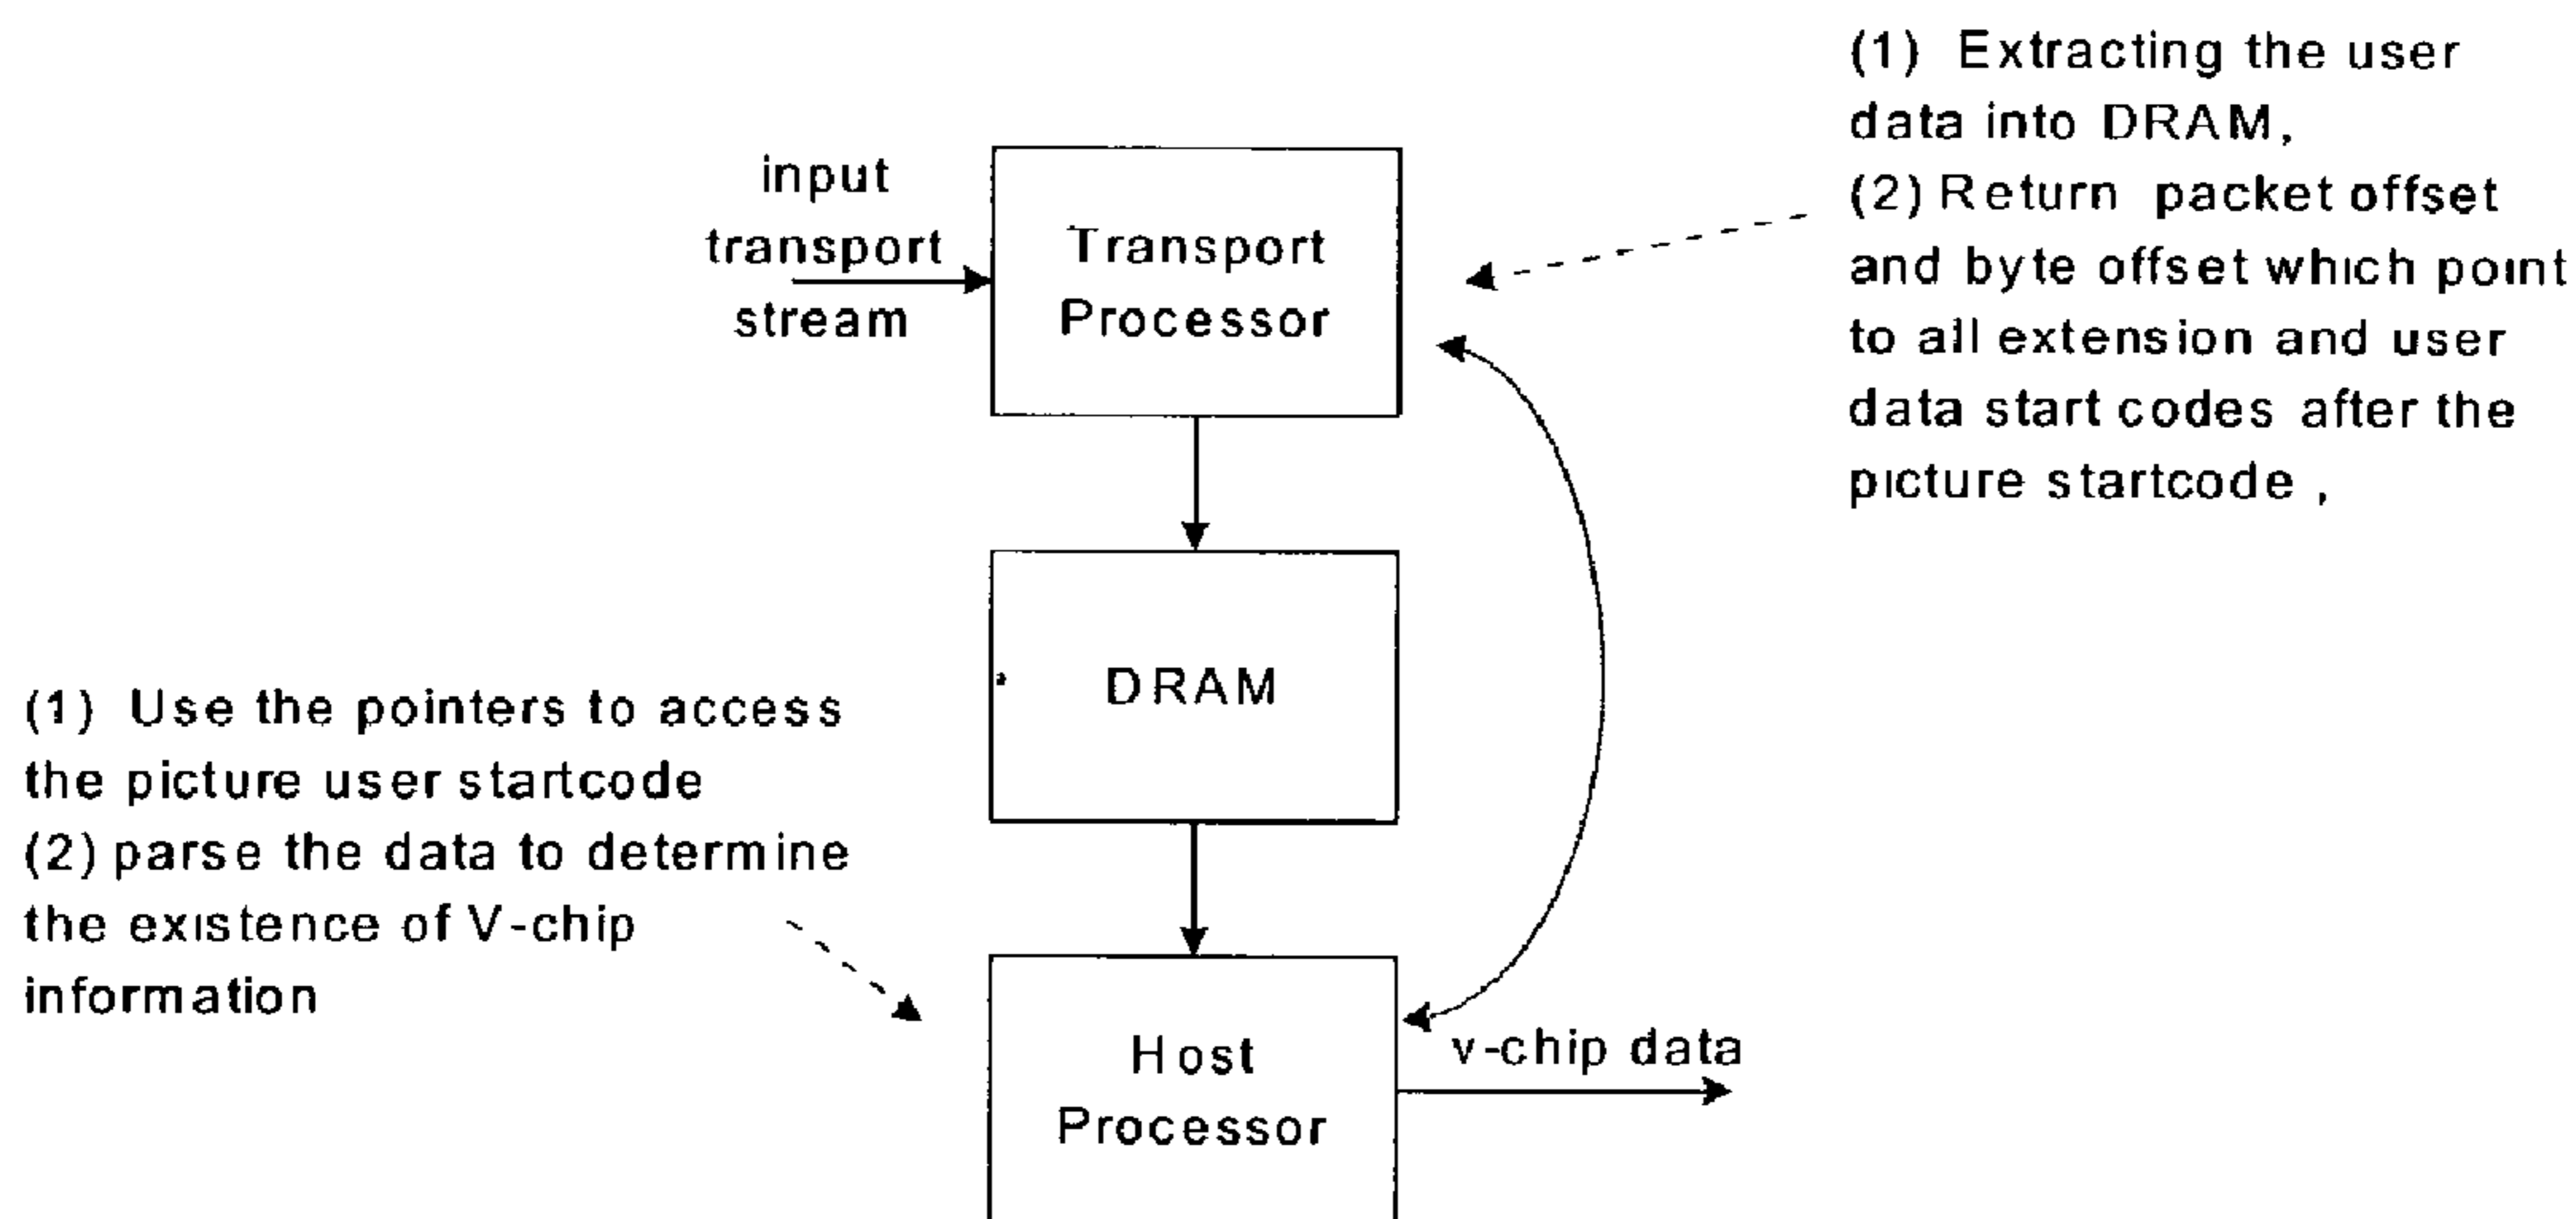 (1) Extracting the user
data into DRAM,
(2) Return packet offset
and byte offset which point
to all extension and user
data start codes after the
picture startcode ,
input
transport
stream
Transport
Processor
DRAM
(1) Use the pointers to access
the picture user startcode
(2) parse the data to determine
the existence of V-chip
information
Host
Processor
v-chip data